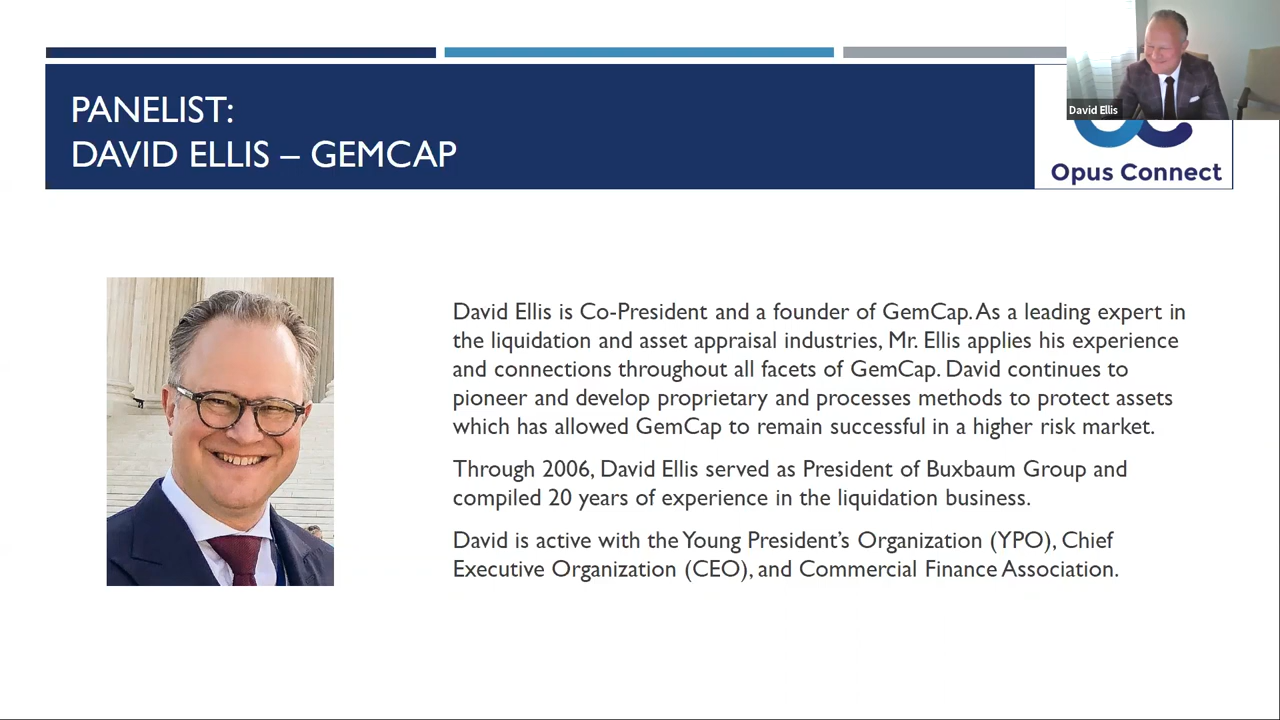 PANELIST:
DAVID ELLIS – GEMCAP
David Ellis
Opus Connect
David Ellis is Co-President and a founder of GemCap. As a leading expert in
the liquidation and asset appraisal industries, Mr. Ellis applies his experience
and connections throughout all facets of GemCap. David continues to
pioneer and develop proprietary and processes methods to protect assets
which has allowed GemCap to remain successful in a higher risk market.
Through 2006, David Ellis served as President of Buxbaum Group and
compiled 20 years of experience in the liquidation business.
David is active with the Young President’s Organization (YPO), Chief
Executive Organization (CEO), and Commercial Finance Association.